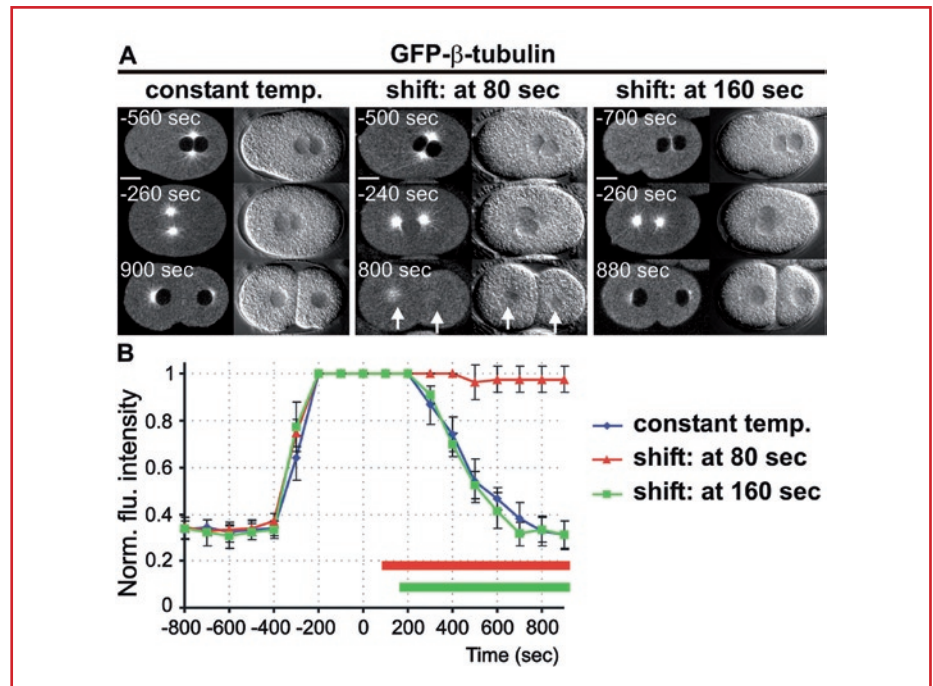 A
GFP-β-tubulin
constant temp. shift: at 80 sec shift: at 160 sec
-560 sec -500 sec -700 sec
-260 sec -240 sec -260 sec
900 sec 800 sec 880 sec
B
Norm. flu. intensity
1
0.8
0.6
0.4
0.2
0
-800 -600 -400 -200 0 200 400 600 800
Time (sec)
constant temp.
shift: at 80 sec
shift: at 160 sec